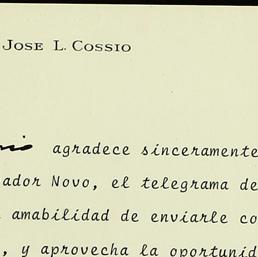 JOSE L. COSSIO
agradece sinceramente
ador Novo, el telegrama de
amabilidad de enviarle co
, y aprovecha la oportunid